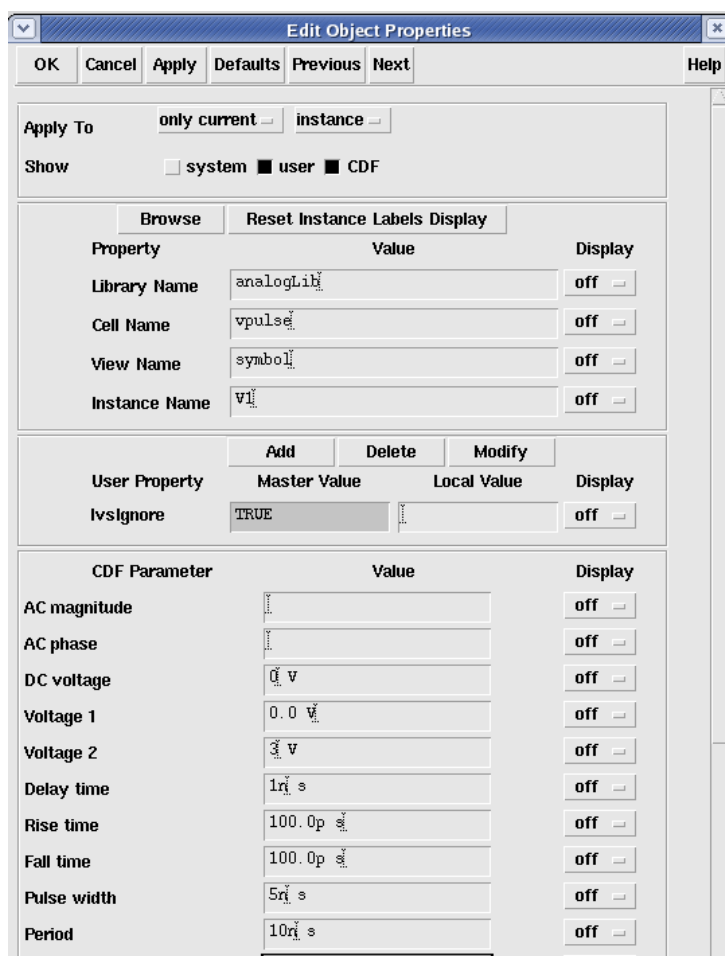 Edit Object Properties
OK Cancel Apply Defaults Previous Next Help
Apply To only current instance
Show system user CDF
Browse Reset Instance Labels Display
Property Value Display
Library Name analogLib off
Cell Name vpulse off
View Name symbol off
Instance Name V1 off
Add Delete Modify
User Property Master Value Local Value Display
lvsIgnore TRUE off
CDF Parameter Value Display
AC magnitude off
AC phase off
DC voltage 0 V off
Voltage 1 0.0 V off
Voltage 2 3 V off
Delay time 1n s off
Rise time 100.0p s off
Fall time 100.0p s off
Pulse width 5n s off
Period 10n s off